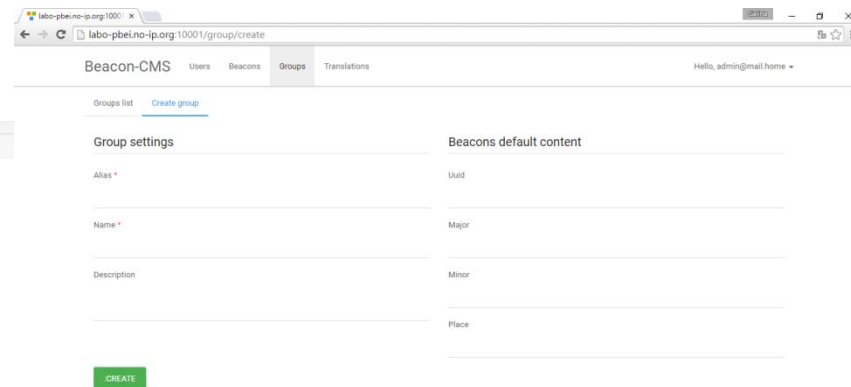 labo-pbei.no-ip.org:10001
labo-pbei.no-ip.org:10001/group/create
Beacon-CMS Users Beacons Groups Translations Hello, admin@mail.home
Groups list Create group
Group settings
Alias *
Name *
Description
:CREATE
Beacons default content
Uuid
Major
Minor
Place